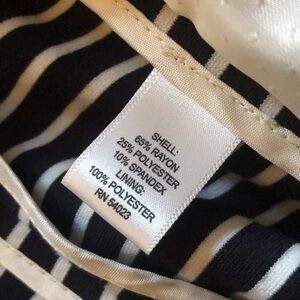 SHELL:
65% RAYON
25% POLYESTER
10% SPANDEX
LINING:
100% POLYESTER
RN 54023